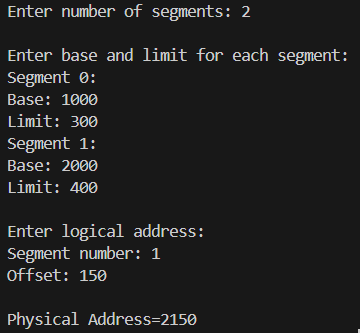 Enter number of segments: 2
Enter base and limit for each segment:
Segment 0:
Base: 1000
Limit: 300
Segment 1:
Base: 2000
Limit: 400
Enter logical address:
Segment number: 1
Offset: 150
Physical Address=2150